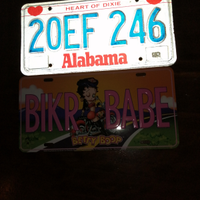 HEART OF DIXIE
20EF 246
Alabama
BIKR BABE